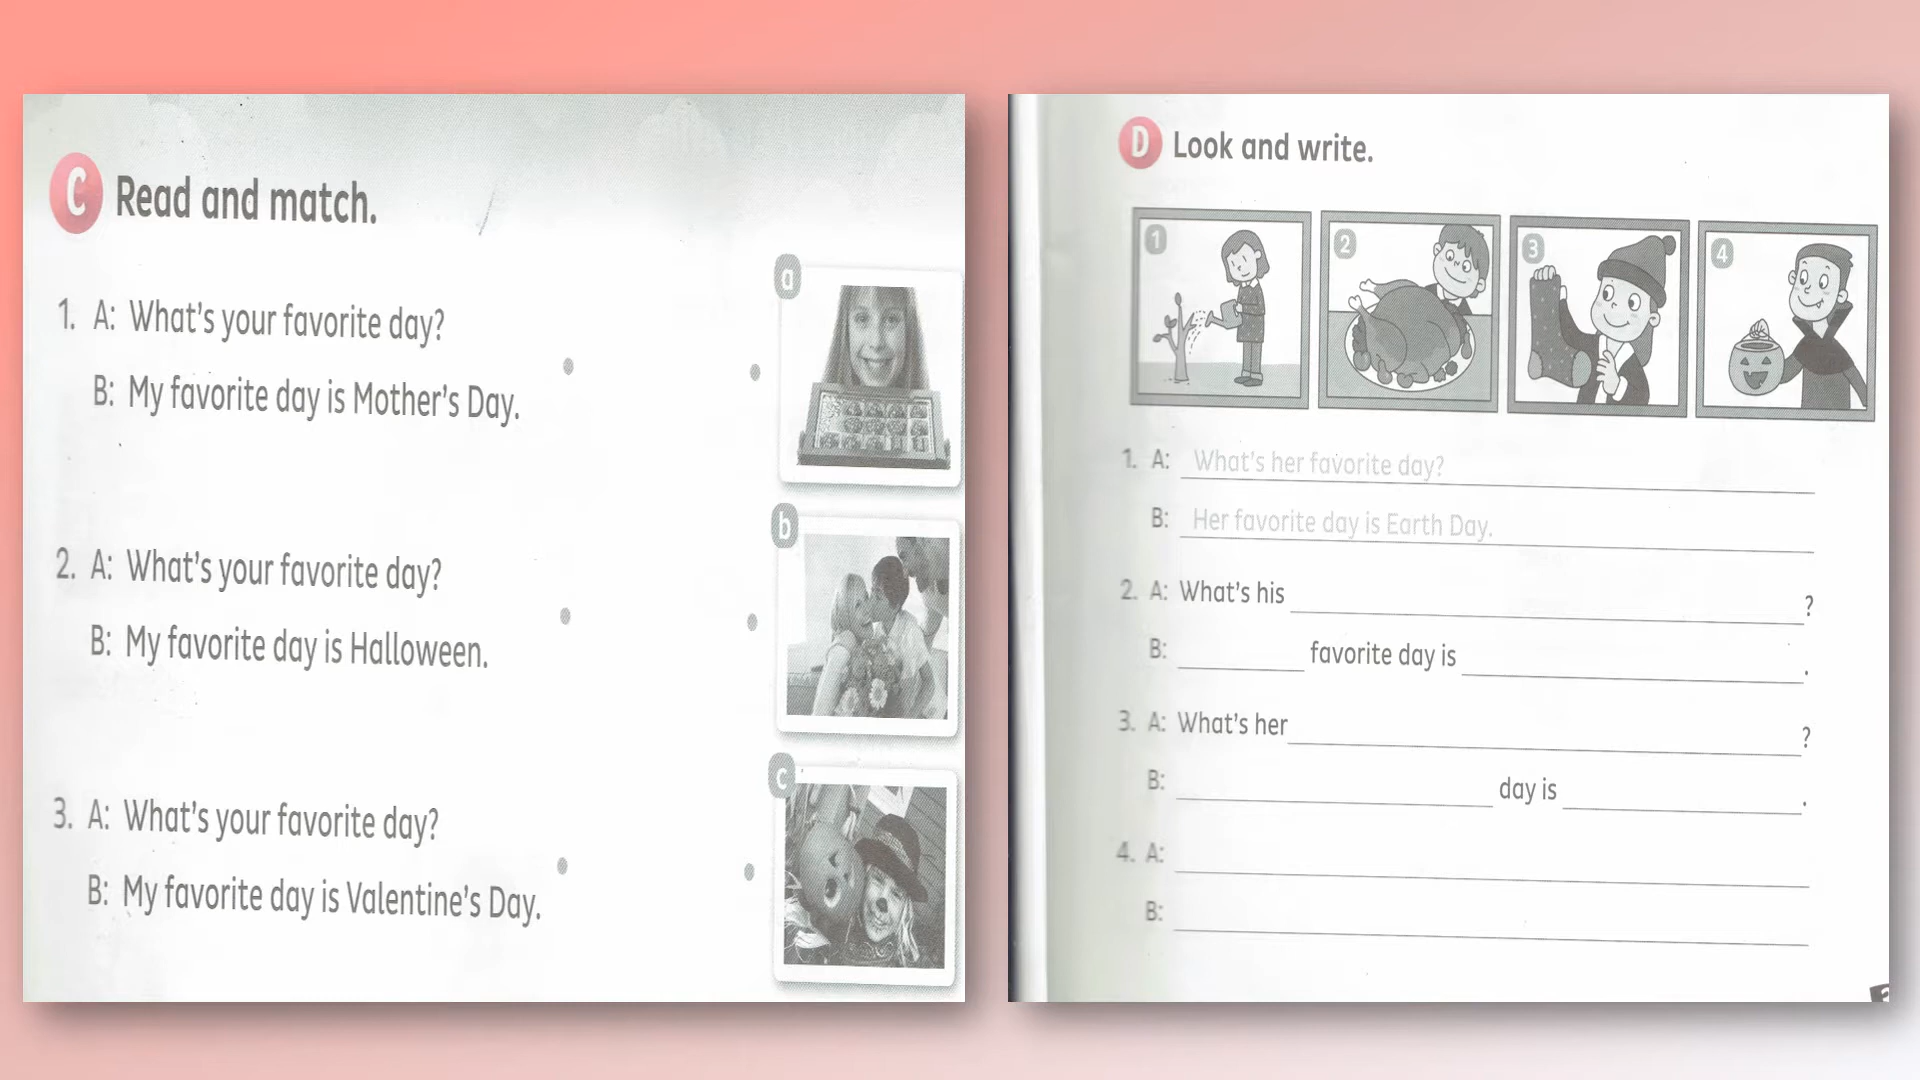 C Read and match.
1. A: What's your favorite day?
B: My favorite day is Mother's Day.
2. A: What's your favorite day?
B: My favorite day is Halloween.
3. A: What's your favorite day?
B: My favorite day is Valentine's Day.
a
b
c
D Look and write.
1 2 3 4
1. A: What's her favorite day?
B: Her favorite day is Earth Day.
2. A: What's his ?
B: favorite day is .
3. A: What's her ?
B: day is .
4. A:
B: